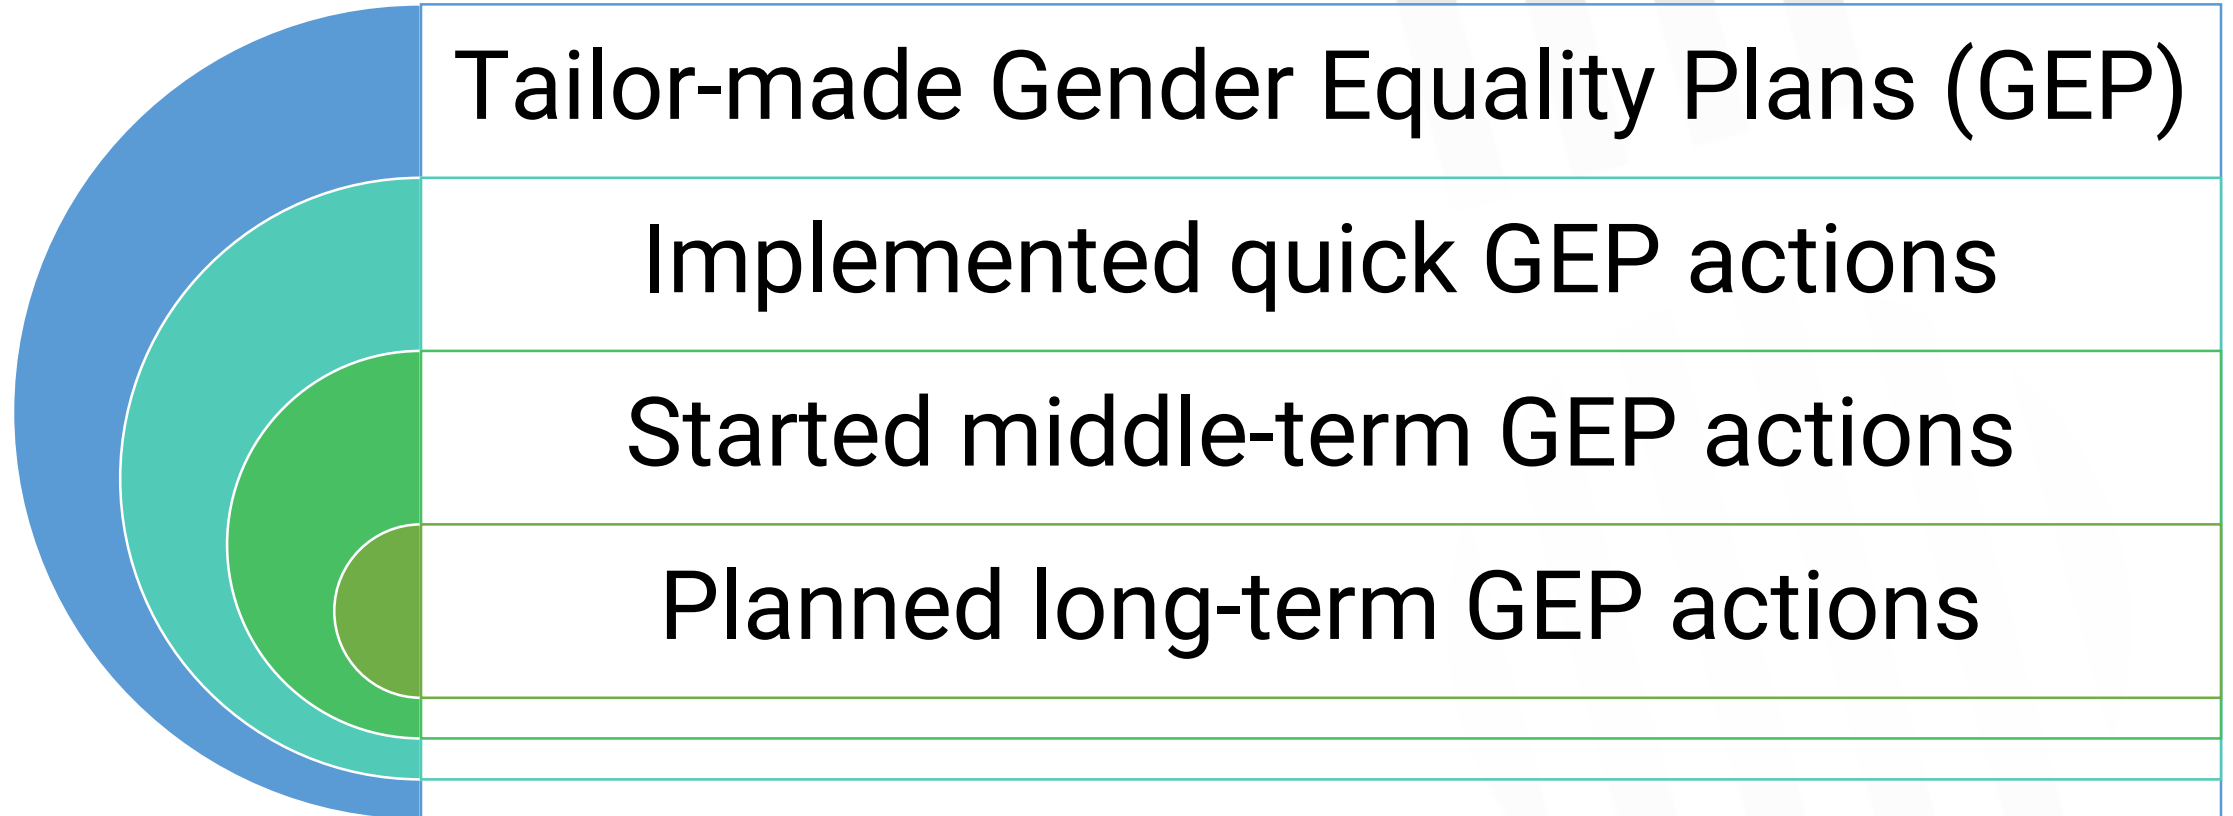 Tailor-made Gender Equality Plans (GEP)
Implemented quick GEP actions
Started middle-term GEP actions
Planned long-term GEP actions